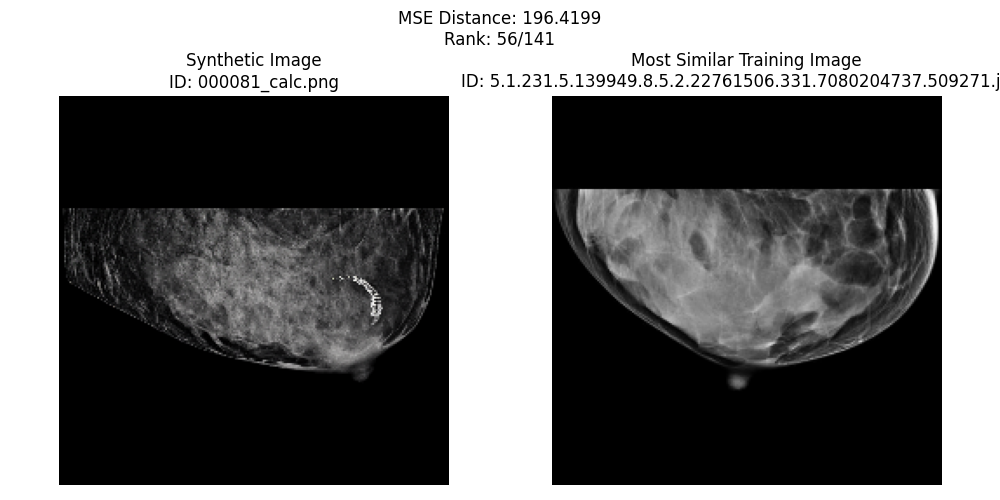 MSE Distance: 196.4199
Rank: 56/141
Synthetic Image
ID: 000081_calc.png
Most Similar Training Image
ID: 5.1.231.5.139949.8.5.2.22761506.331.7080204737.509271.j